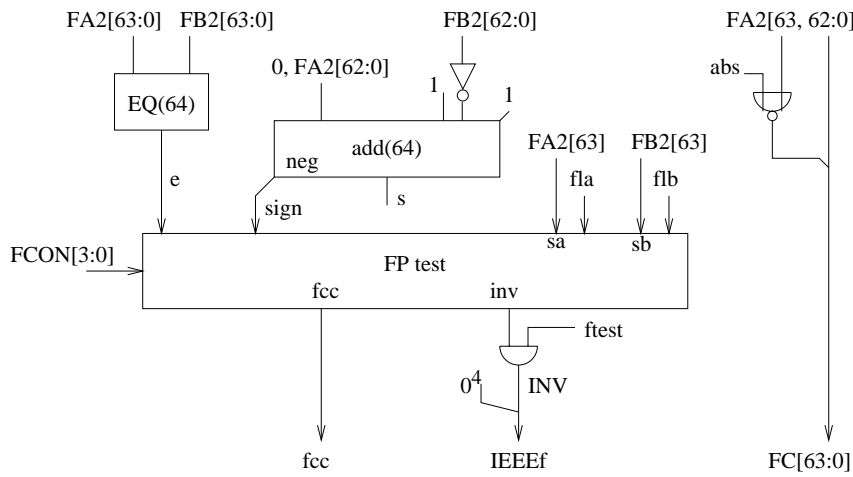 FA2[63:0] FB2[63:0] FB2[62:0] FA2[63, 62:0]
0, FA2[62:0] abs
EQ(64) 1 1
add(64) FA2[63] FB2[63]
neg
e s fla flb
sign
sa sb
FCON[3:0] FP test
fcc inv
ftest
0⁴ INV
fcc IEEEf FC[63:0]